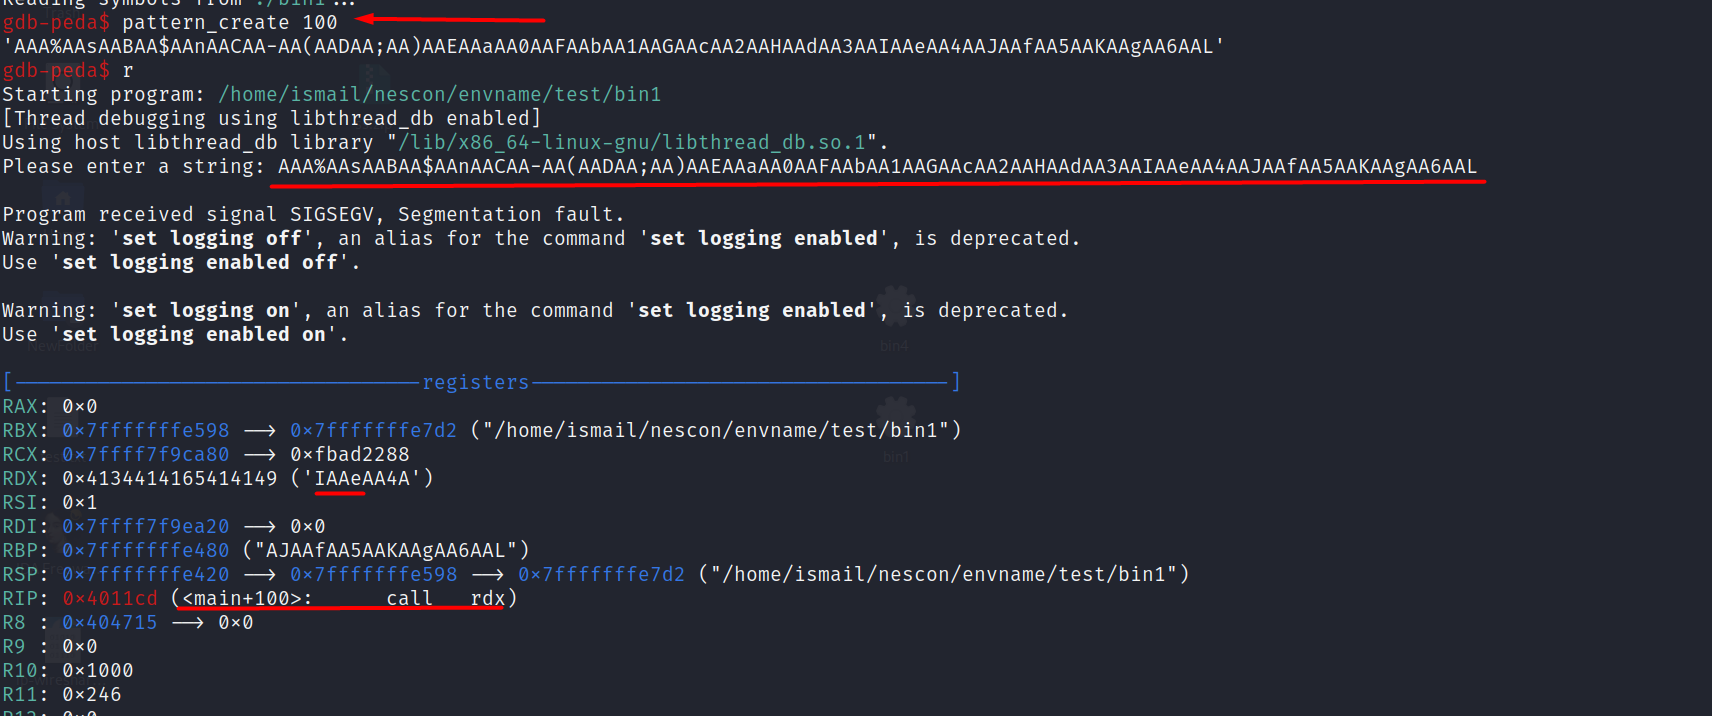 Reading symbols from ./bin1...
gdb-peda$ pattern_create 100
'AAA%AAsAABAA$AAnAACAA-AA(AADAA;AA)AAEAAaAA0AAFAAbAA1AAGAAcAA2AAHAAdAA3AAIAAeAA4AAJAAfAA5AAKAAgAA6AAL'
gdb-peda$ r
Starting program: /home/ismail/nescon/envname/test/bin1
[Thread debugging using libthread_db enabled]
Using host libthread_db library "/lib/x86_64-linux-gnu/libthread_db.so.1".
Please enter a string: AAA%AAsAABAA$AAnAACAA-AA(AADAA;AA)AAEAAaAA0AAFAAbAA1AAGAAcAA2AAHAAdAA3AAIAAeAA4AAJAAfAA5AAKAAgAA6AAL
Program received signal SIGSEGV, Segmentation fault.
Warning: 'set logging off', an alias for the command 'set logging enabled', is deprecated.
Use 'set logging enabled off'.
Warning: 'set logging on', an alias for the command 'set logging enabled', is deprecated.
Use 'set logging enabled on'.
[----------------------------------registers-----------------------------------]
RAX: 0x0
RBX: 0x7fffffffe598 --> 0x7fffffffe7d2 ("/home/ismail/nescon/envname/test/bin1")
RCX: 0x7ffff7f9ca80 --> 0xfbad2288
RDX: 0x4134414165414149 ('IAAeAA4A')
RSI: 0x1
RDI: 0x7ffff7f9ea20 --> 0x0
RBP: 0x7fffffffe480 ("AJAAfAA5AAKAAgAA6AAL")
RSP: 0x7fffffffe420 --> 0x7fffffffe598 --> 0x7fffffffe7d2 ("/home/ismail/nescon/envname/test/bin1")
RIP: 0x4011cd (<main+100>: call rdx)
R8 : 0x404715 --> 0x0
R9 : 0x0
R10: 0x1000
R11: 0x246
bin4
bin1